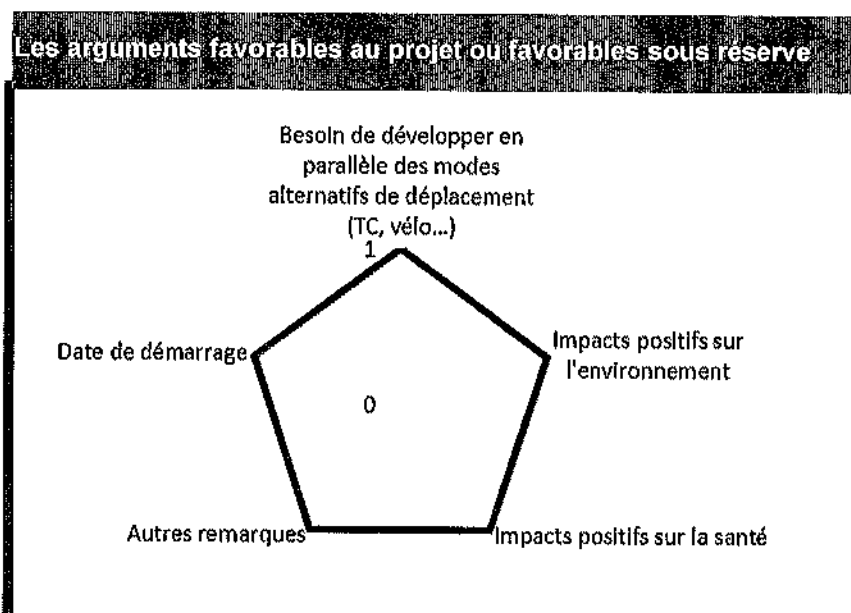 Les arguments favorables au projet ou favorables sous réserve
Besoin de développer en
parallèle des modes
alternatifs de déplacement
(TC, vélo...)
1
Date de démarrage
Impacts positifs sur
l'environnement
0
Autres remarques
Impacts positifs sur la santé